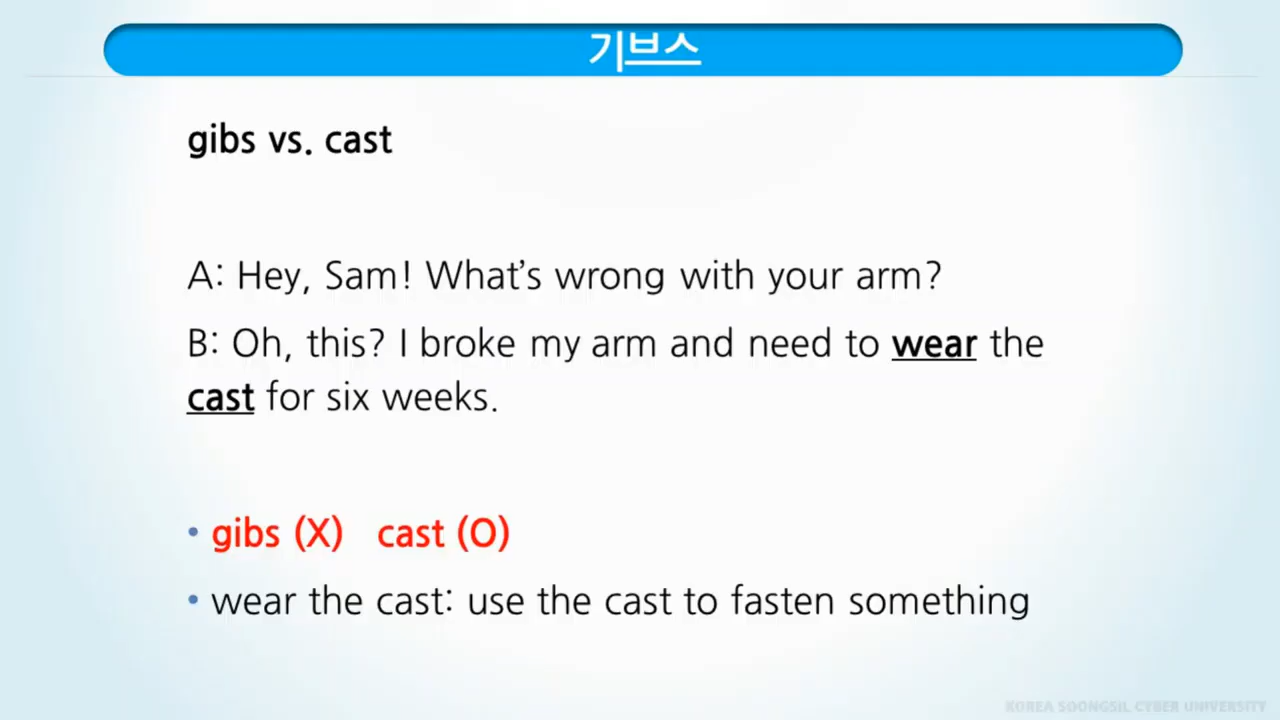 기브스
gibs vs. cast
A: Hey, Sam! What's wrong with your arm?
B: Oh, this? I broke my arm and need to wear the
cast for six weeks.
• gibs (X) cast (O)
• wear the cast: use the cast to fasten something
KOREA SOONGSIL CYBER UNIVERSITY